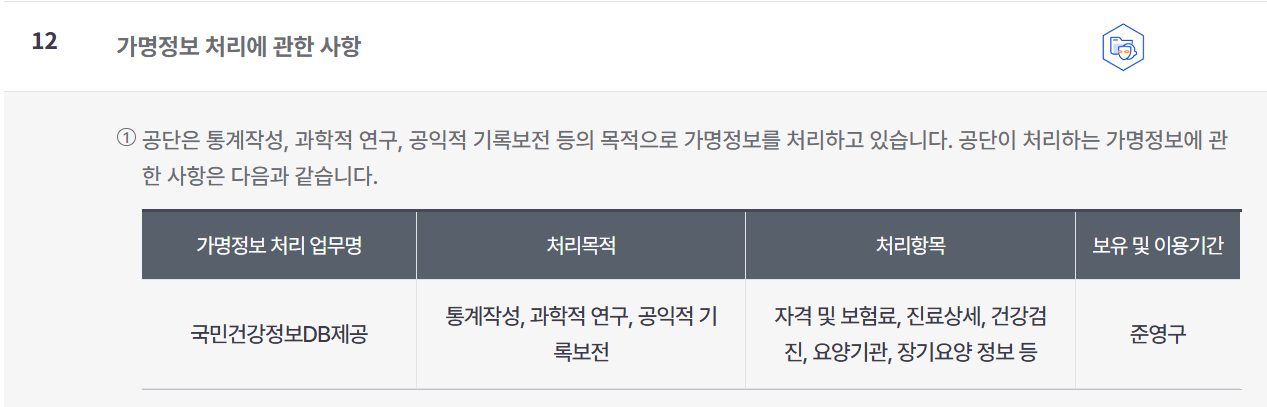 12 가명정보 처리에 관한 사항
① 공단은 통계작성, 과학적 연구, 공익적 기록보전 등의 목적으로 가명정보를 처리하고 있습니다. 공단이 처리하는 가명정보에 관
한 사항은 다음과 같습니다.
가명정보 처리 업무명 처리목적 처리항목 보유 및 이용기간
국민건강정보DB제공
통계작성, 과학적 연구, 공익적 기
록보전
자격 및 보험료, 진료상세, 건강검
진, 요양기관, 장기요양 정보 등
준영구